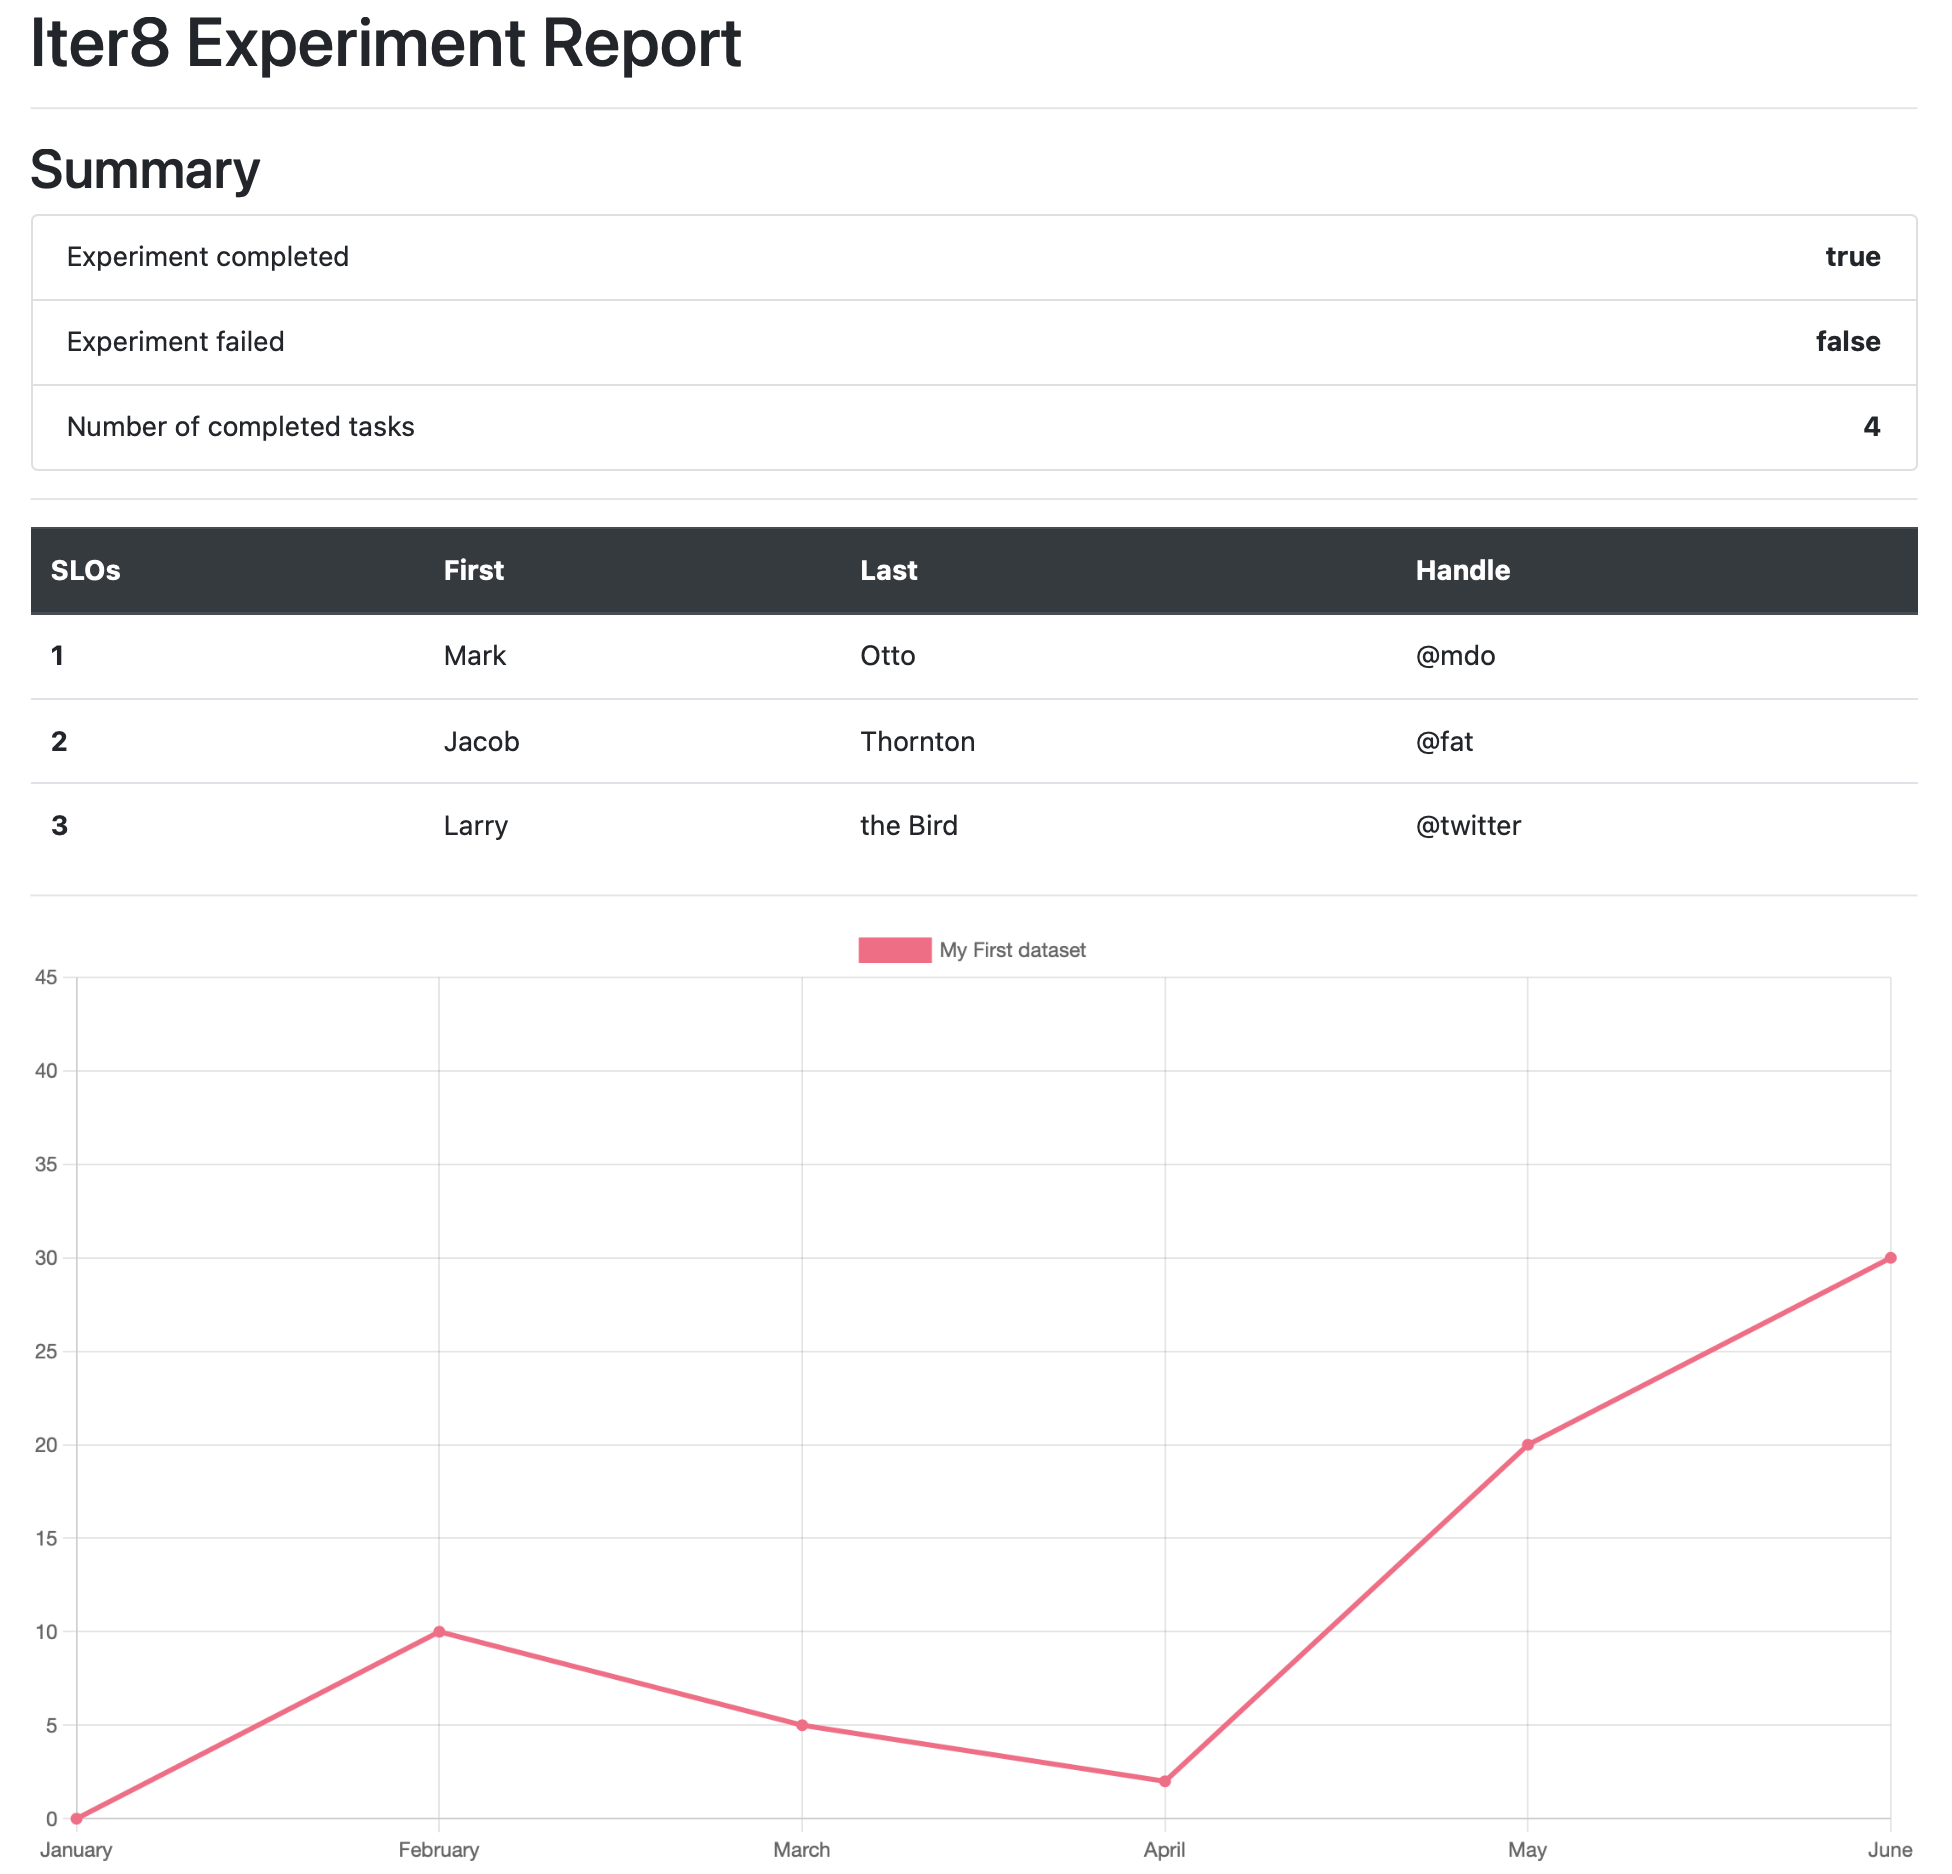 Iter8 Experiment Report
Summary
Experiment completed true
Experiment failed false
Number of completed tasks 4
SLOs First Last Handle
1 Mark Otto @mdo
2 Jacob Thornton @fat
3 Larry the Bird @twitter
My First dataset
45
40
35
30
25
20
15
10
5
0
January February March April May June